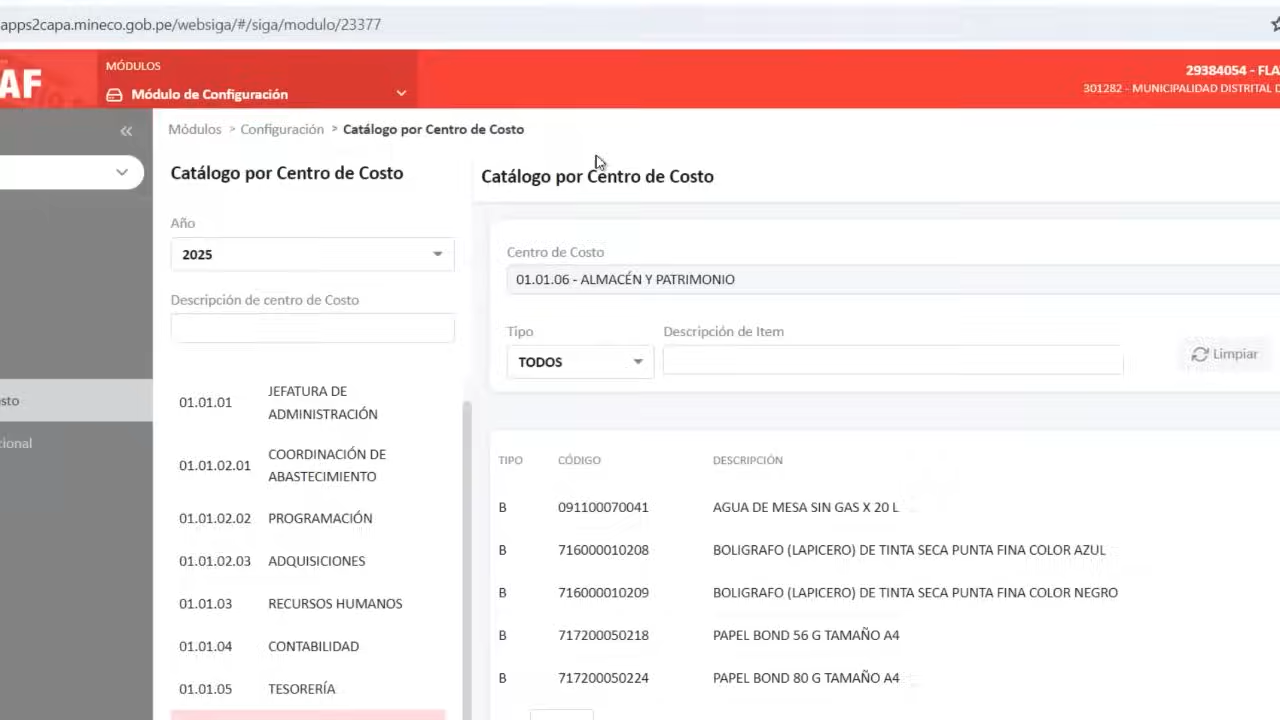 apps2capa.mineco.gob.pe/websiga/#/siga/modulo/23377
AF
MÓDULOS
Módulo de Configuración
29384054 - FLA
301282 - MUNICIPALIDAD DISTRITAL D
Módulos > Configuración > Catálogo por Centro de Costo
Catálogo por Centro de Costo
Año
2025
Descripción de centro de Costo
01.01.01 JEFATURA DE
ADMINISTRACIÓN
01.01.02.01 COORDINACIÓN DE
ABASTECIMIENTO
01.01.02.02 PROGRAMACIÓN
01.01.02.03 ADQUISICIONES
01.01.03 RECURSOS HUMANOS
01.01.04 CONTABILIDAD
01.01.05 TESORERÍA
sto
cional
Catálogo por Centro de Costo
Centro de Costo
01.01.06 - ALMACÉN Y PATRIMONIO
Tipo Descripción de Item
TODOS
Limpiar
TIPO CÓDIGO DESCRIPCIÓN
B 091100070041 AGUA DE MESA SIN GAS X 20 L
B 716000010208 BOLIGRAFO (LAPICERO) DE TINTA SECA PUNTA FINA COLOR AZUL
B 716000010209 BOLIGRAFO (LAPICERO) DE TINTA SECA PUNTA FINA COLOR NEGRO
B 717200050218 PAPEL BOND 56 G TAMAÑO A4
B 717200050224 PAPEL BOND 80 G TAMAÑO A4